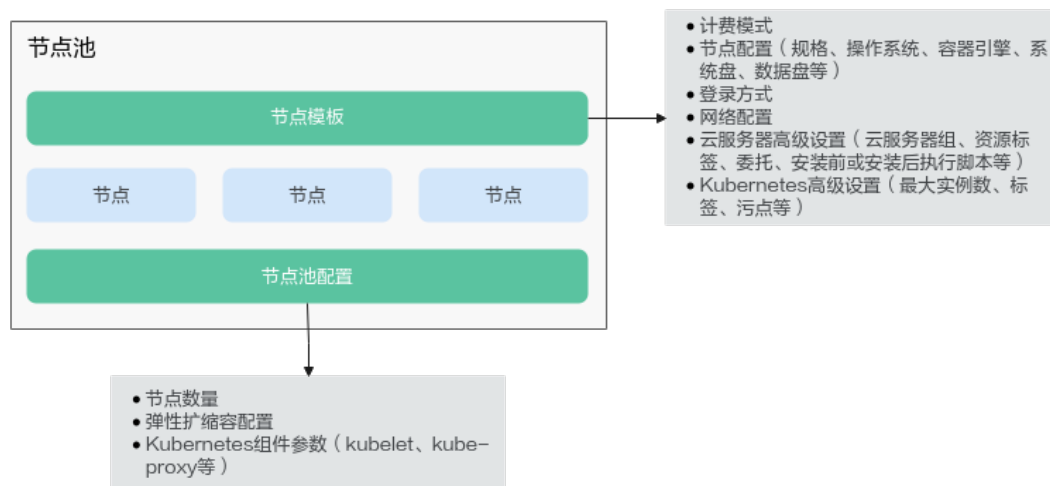 节点池
节点模板
节点
节点
节点
节点池配置
● 计费模式
● 节点配置（规格、操作系统、容器引擎、系
统盘、数据盘等）
● 登录方式
● 网络配置
● 云服务器高级设置（云服务器组、资源标
签、委托、安装前或安装后执行脚本等）
● Kubernetes高级设置（最大实例数、标
签、污点等）
● 节点数量
● 弹性扩缩容配置
● Kubernetes组件参数（kubelet、kube-
proxy等）